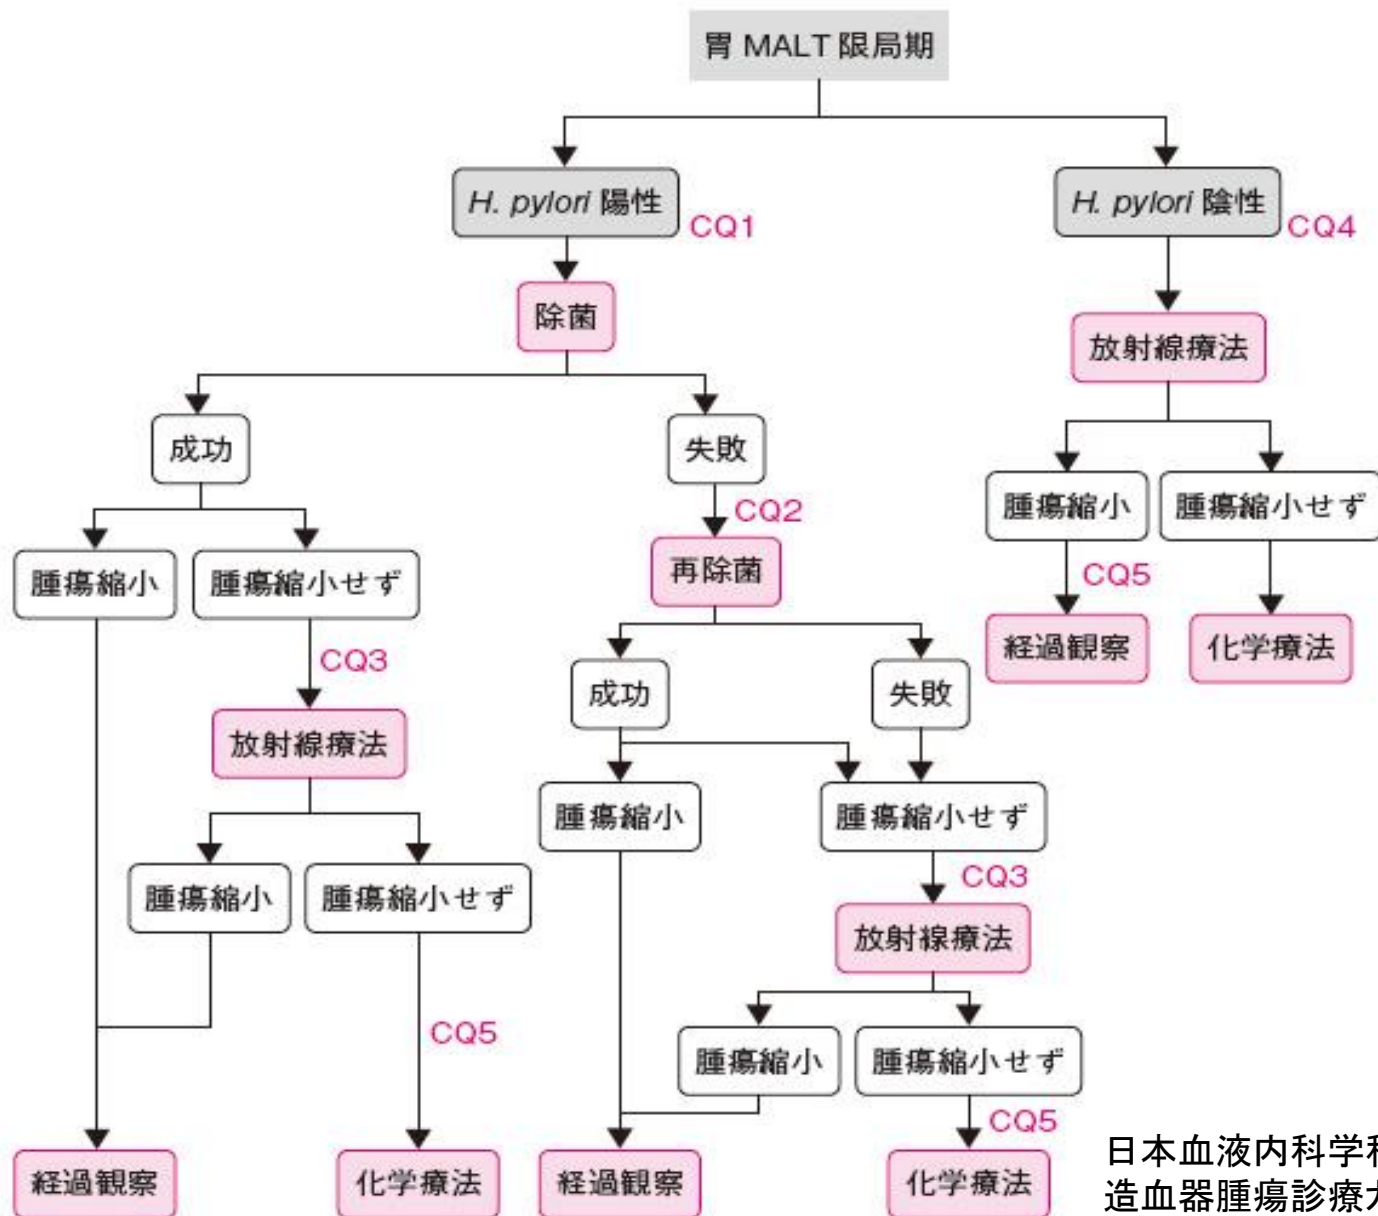 胃 MALT 限局期
H. pylori 陽性
CQ1
H. pylori 陰性
CQ4
除菌
放射線療法
成功
失敗
腫瘍縮小
腫瘍縮小せず
CQ2
再除菌
腫瘍縮小
腫瘍縮小せず
CQ5
経過観察
化学療法
CQ3
成功
失敗
放射線療法
腫瘍縮小
腫瘍縮小せず
腫瘍縮小
腫瘍縮小せず
CQ3
放射線療法
CQ5
腫瘍縮小
腫瘍縮小せず
CQ5
経過観察
化学療法
経過観察
化学療法
日本血液内科学
造血器腫瘍診療